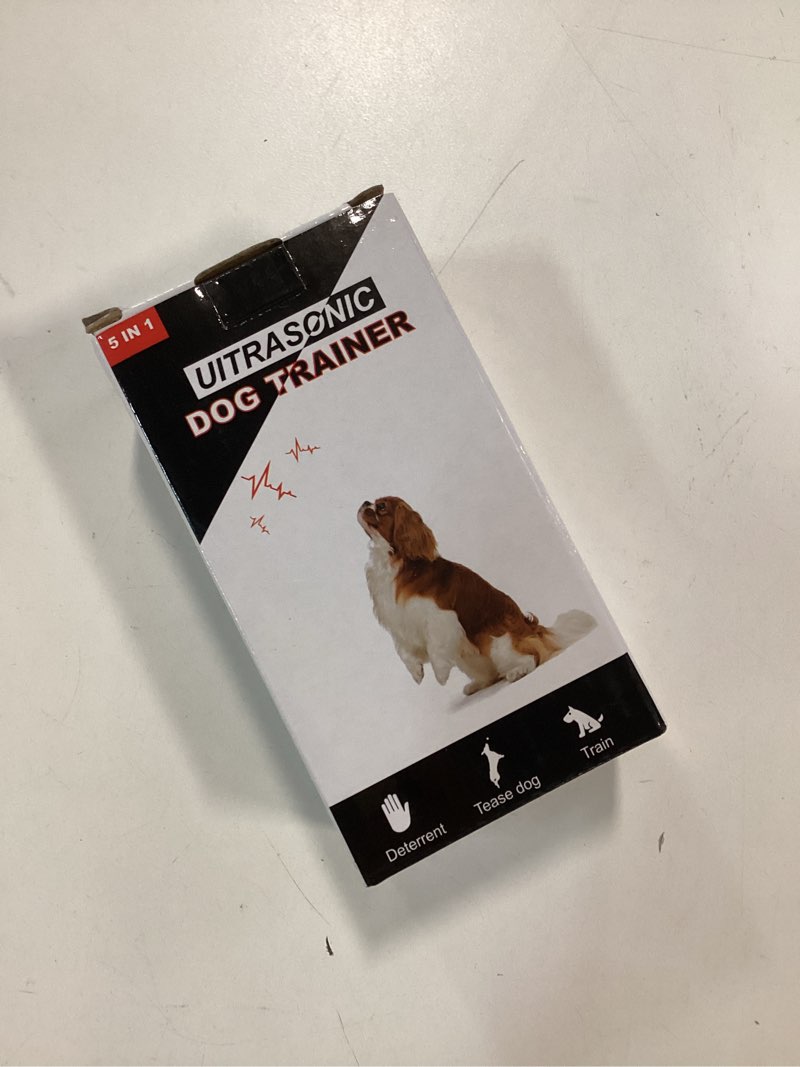 5 IN 1
UITRASONIC
DOG TRAINER
Deterrent
Tease dog
Train